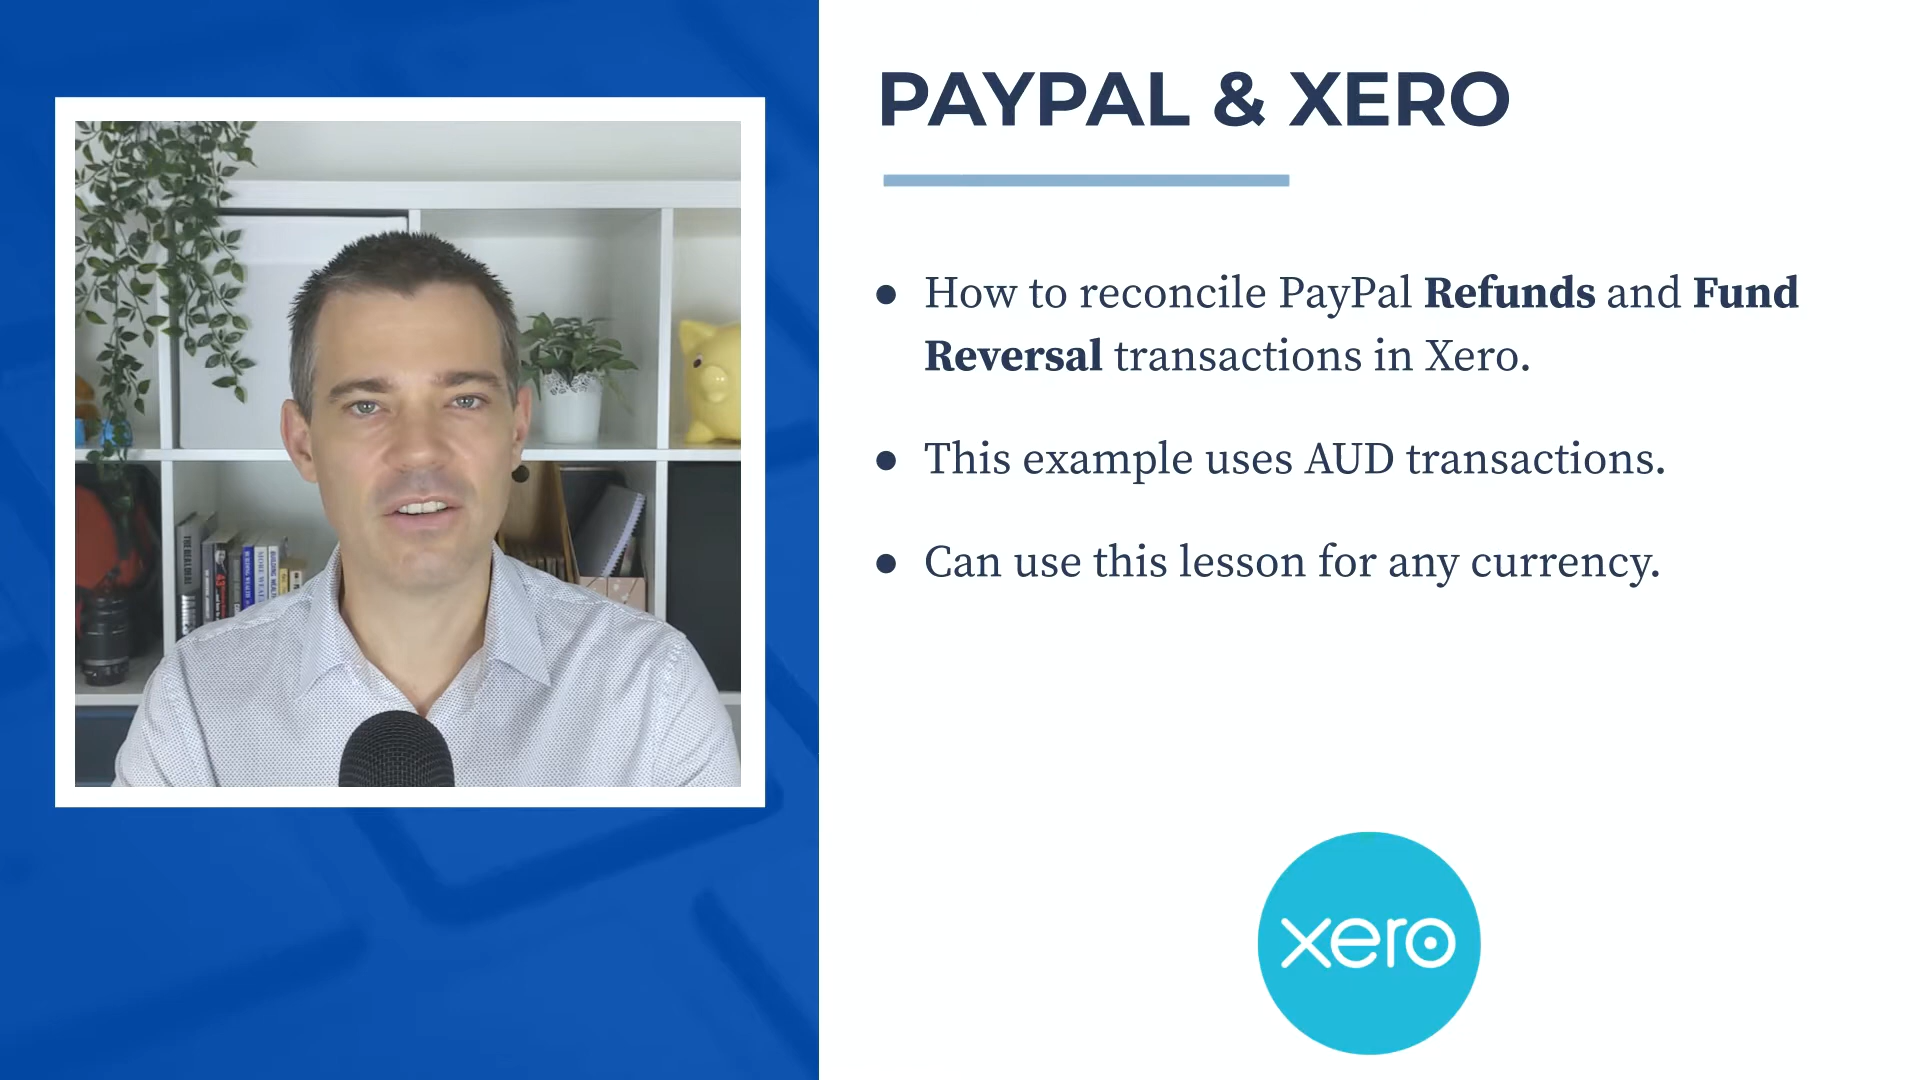 PAYPAL & XERO
● How to reconcile PayPal Refunds and Fund
Reversal transactions in Xero.
● This example uses AUD transactions.
● Can use this lesson for any currency.
xero